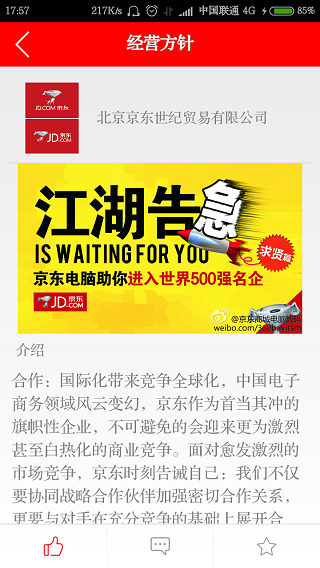 17:57 217K/s 中国联通 4G 85%
经营方针
JD.COM 京东
JD 京东 .COM
北京京东世纪贸易有限公司
江湖告急
IS WAITING FOR YOU
求贤篇
京东电脑助你进入世界500强名企
JD 京东 .COM
@京东商城电脑数码
介绍
合作：国际化带来竞争全球化，中国电子
商务领域风云变幻，京东作为首当其冲的
旗帜性企业，不可避免的会迎来更为激烈
甚至白热化的商业竞争。面对愈发激烈的
市场竞争，京东时刻告诫自己：我们不仅
要协同战略合作伙伴加强密切合作关系，
更要与对手在充分竞争的基础上展开合